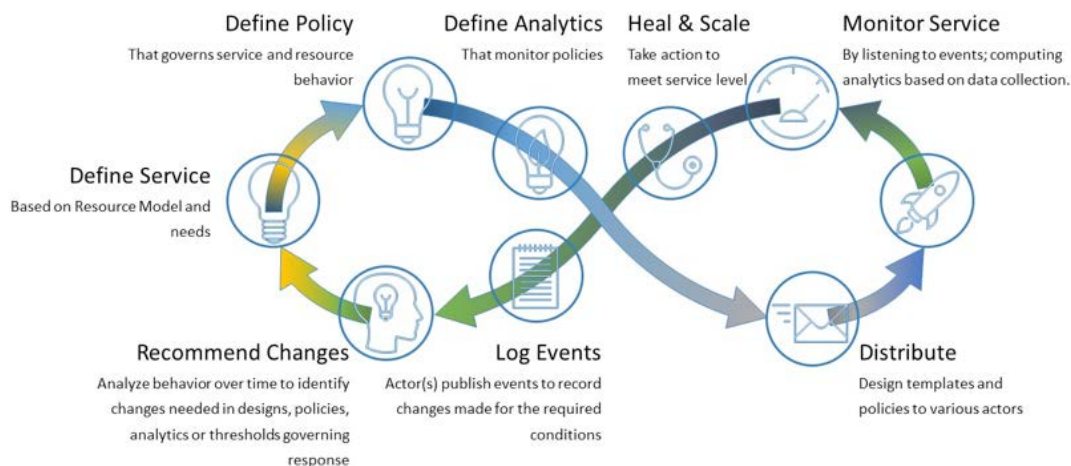 Define Policy
That governs service and resource
behavior
Define Analytics
That monitor policies
Heal & Scale
Take action to
meet service level
Monitor Service
By listening to events; computing
analytics based on data collection.
Define Service
Based on Resource Model and
needs
Recommend Changes
Analyze behavior over time to identify
changes needed in designs, policies,
analytics or thresholds governing
response
Log Events
Actor(s) publish events to record
changes made for the required
conditions
Distribute
Design templates and
policies to various actors